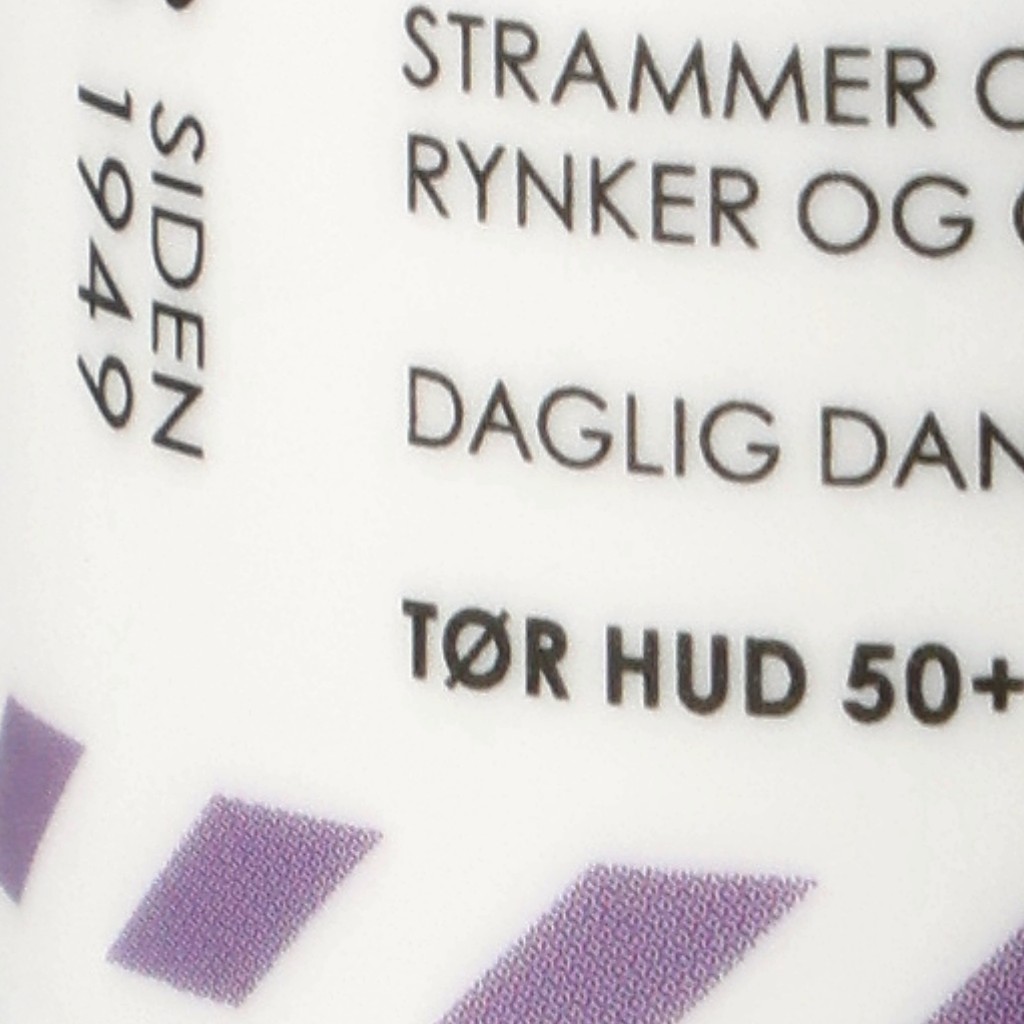 SIDEN
1949
STRAMMER
RYNKER OG
DAGLIG
TØR HUD 50+